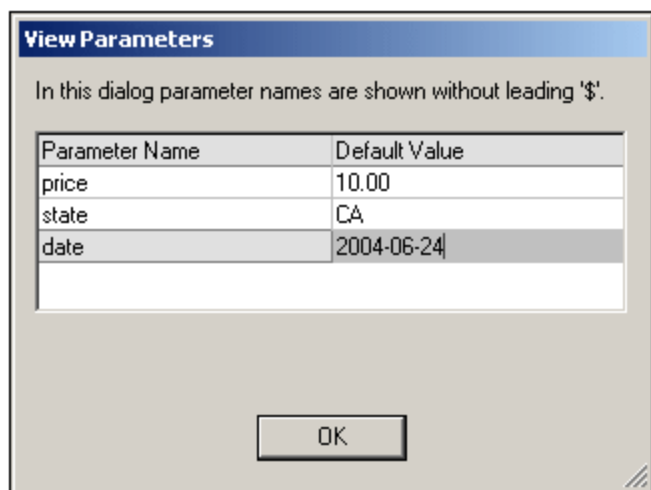 View Parameters
In this dialog parameter names are shown without leading '$'.
Parameter Name Default Value
price 10.00
state CA
date 2004-06-24
OK